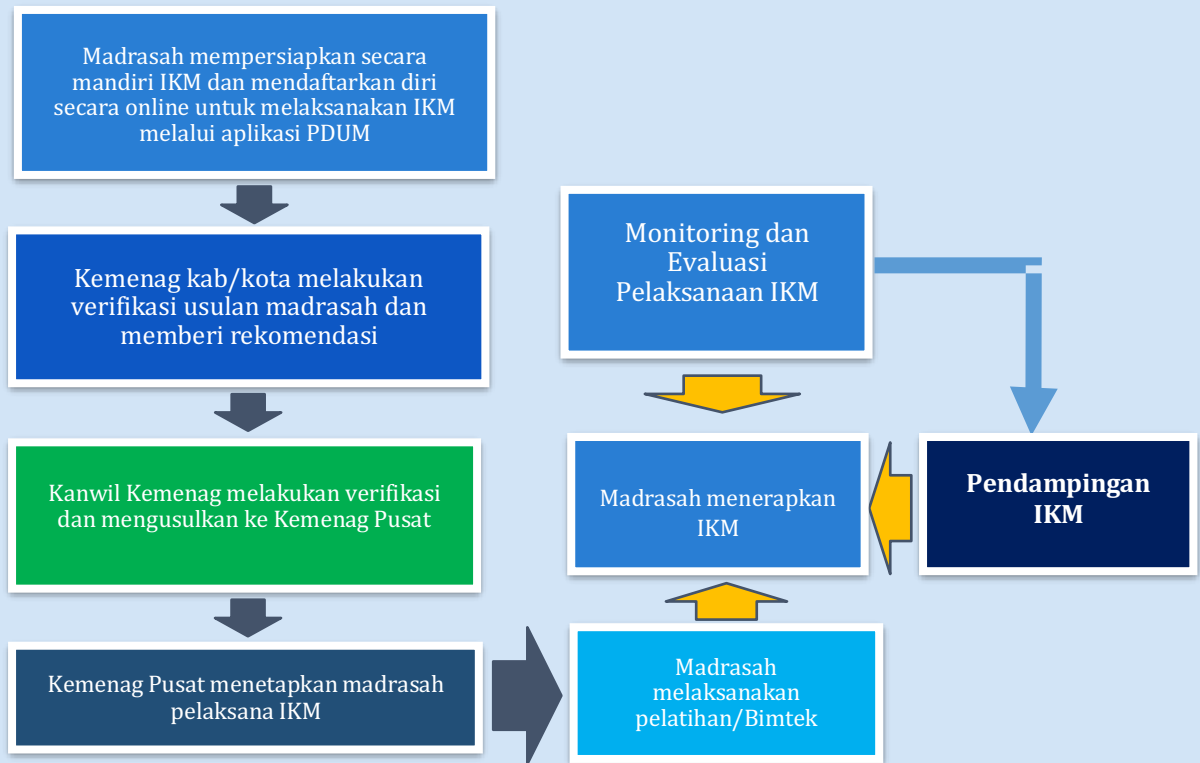 Madrasah mempersiapkan secara
mandiri IKM dan mendaftarkan diri
secara online untuk melaksanakan IKM
melalui aplikasi PDUM
Kemenag kab/kota melakukan
verifikasi usulan madrasah dan
memberi rekomendasi
Kanwil Kemenag melakukan verifikasi
dan mengusulkan ke Kemenag Pusat
Kemenag Pusat menetapkan madrasah
pelaksana IKM
Madrasah
melaksanakan
pelatihan/Bimtek
Madrasah menerapkan
IKM
Monitoring dan
Evaluasi
Pelaksanaan IKM
Pendampingan
IKM